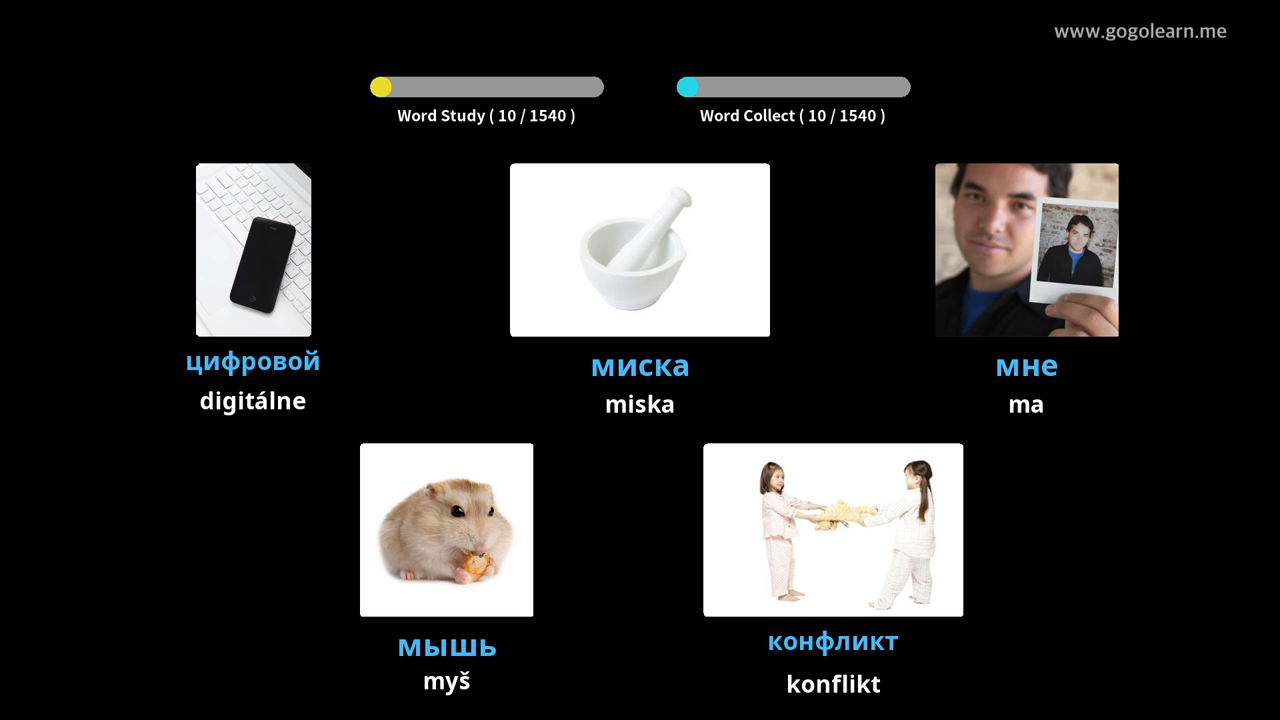 www.gogolearn.me
Word Study ( 10 / 1540 )
Word Collect ( 10 / 1540 )
цифровой
digitálne
миска
miska
мне
ma
мышь
myš
конфликт
konflikt